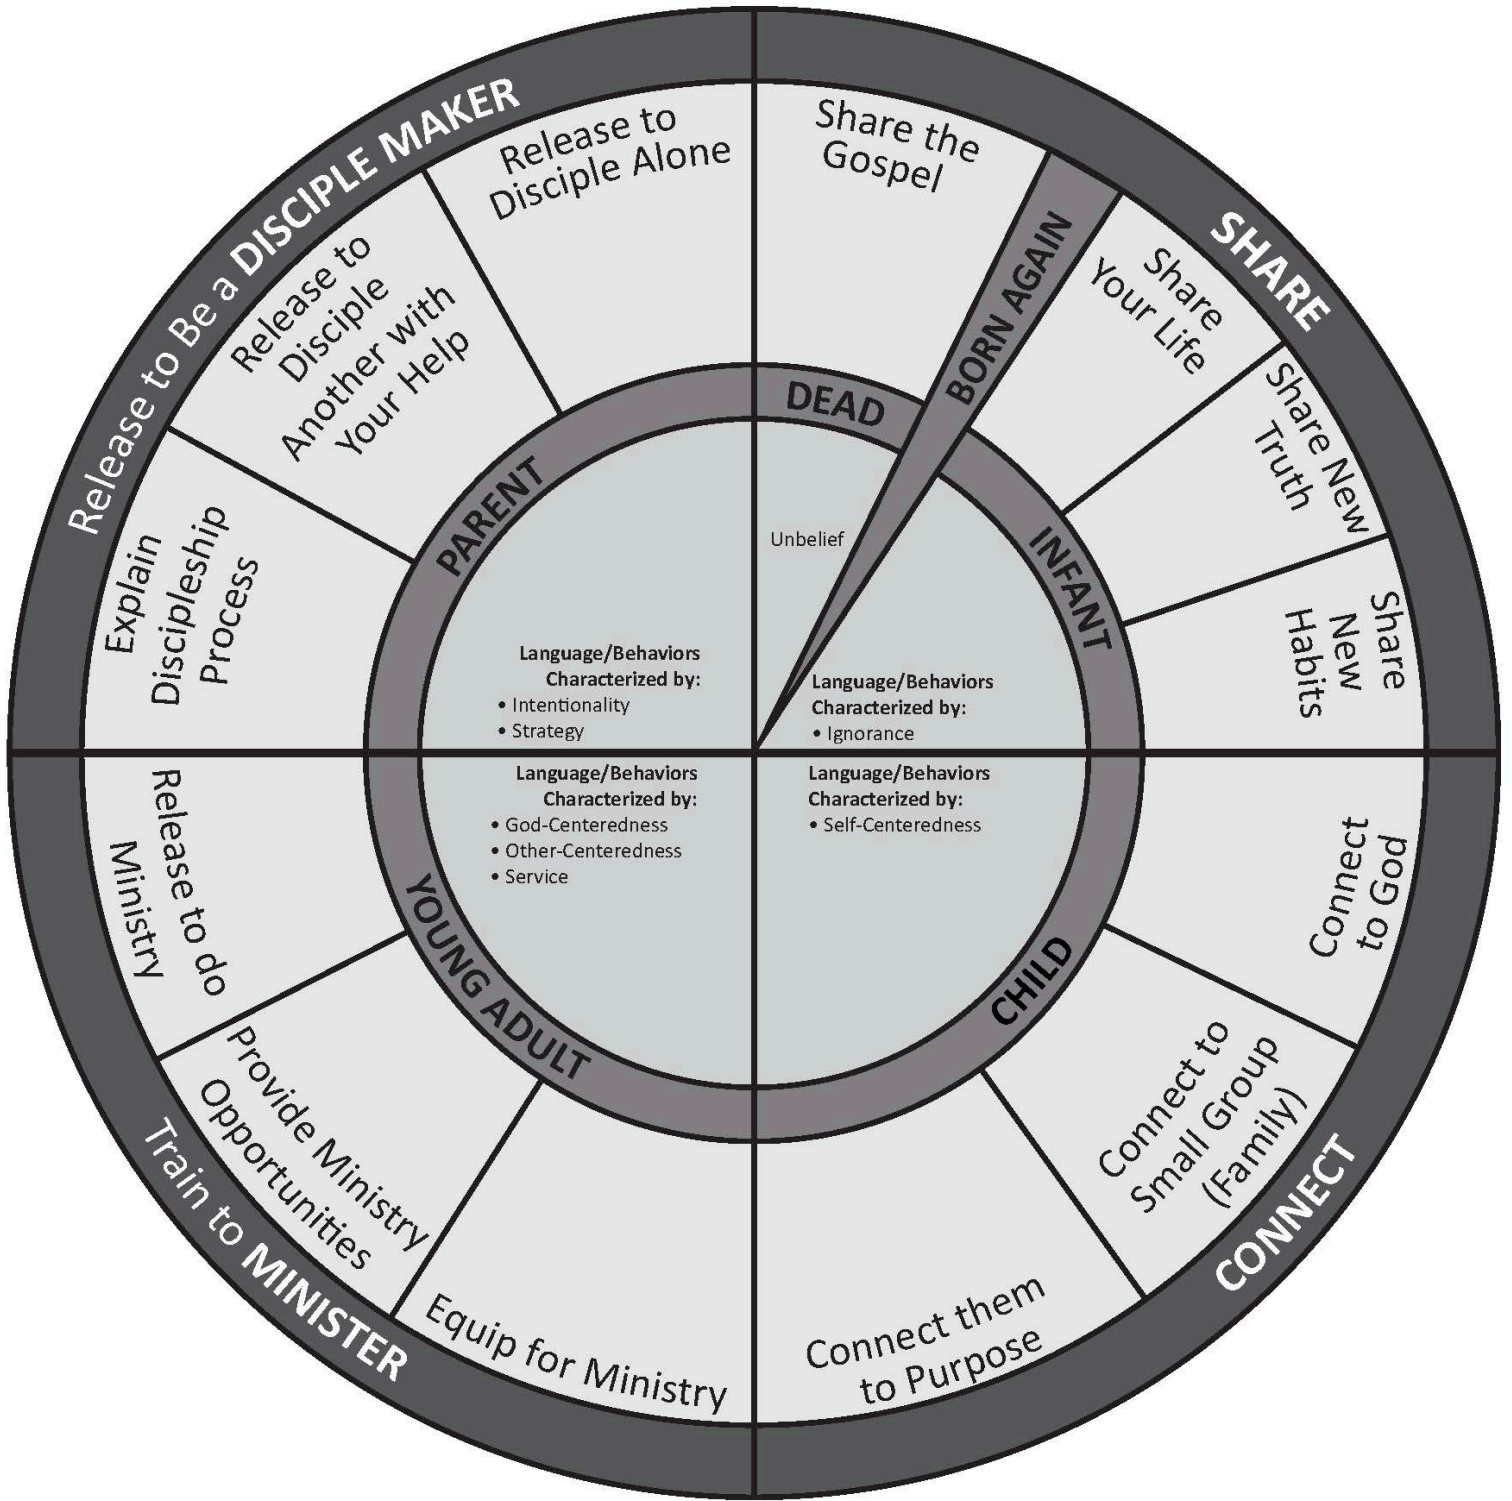 SHARE
Share the
Gospel
BORN AGAIN
Share
Your Life
Share New
Truth
Share
New
Habits
DEAD
Unbelief
INFANT
Language/Behaviors
Characterized by:
• Ignorance
CONNECT
Connect
to God
Connect to
Small Group
(Family)
Connect them
to Purpose
CHILD
Language/Behaviors
Characterized by:
• Self-Centeredness
Train to MINISTER
Equip for Ministry
Provide Ministry
Opportunities
Release to do
Ministry
YOUNG ADULT
Language/Behaviors
Characterized by:
• God-Centeredness
• Other-Centeredness
• Service
Release to Be a DISCIPLE MAKER
Explain
Discipleship
Process
Release to
Disciple
Another with
Your Help
Release to
Disciple Alone
PARENT
Language/Behaviors
Characterized by:
• Intentionality
• Strategy